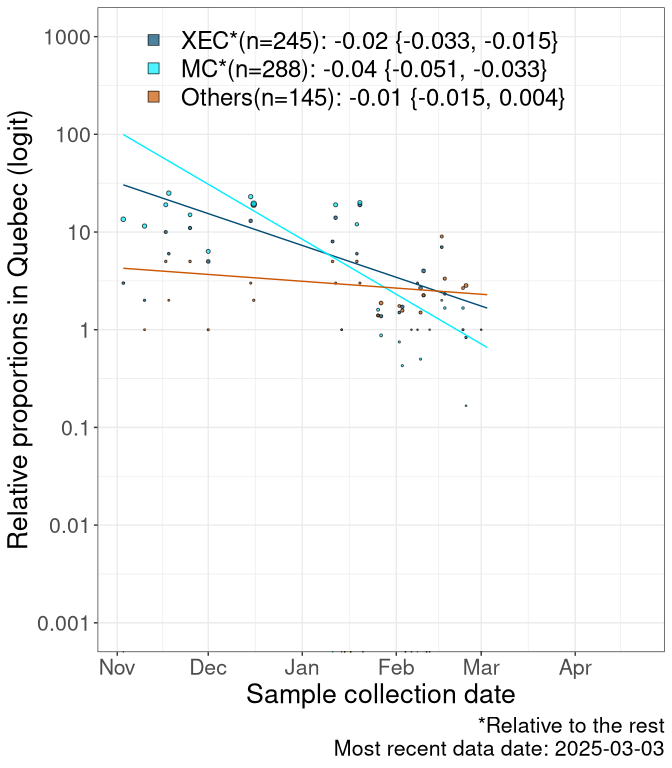 XEC*(n=245): -0.02 {-0.033, -0.015}
MC*(n=288): -0.04 {-0.051, -0.033}
Others(n=145): -0.01 {-0.015, 0.004}
Relative proportions in Quebec (logit)
1000
100
10
1
0.1
0.01
0.001
Nov Dec Jan Feb Mar Apr
Sample collection date
*Relative to the rest
Most recent data date: 2025-03-03